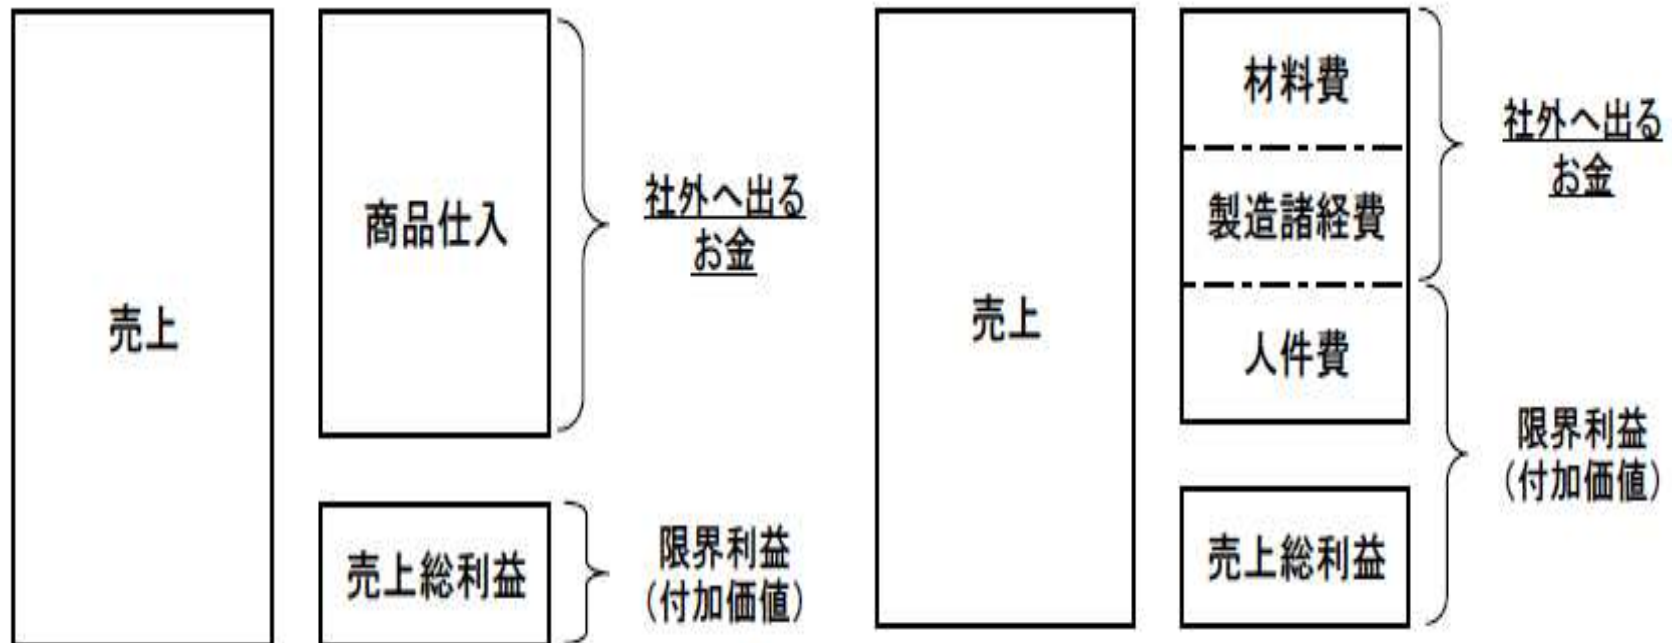 売上
商品仕入
社外へ出る
お金
売上総利益
限界利益
(付加価値)
売上
材料費
製造諸経費
人件費
社外へ出る
お金
売上総利益
限界利益
(付加価値)